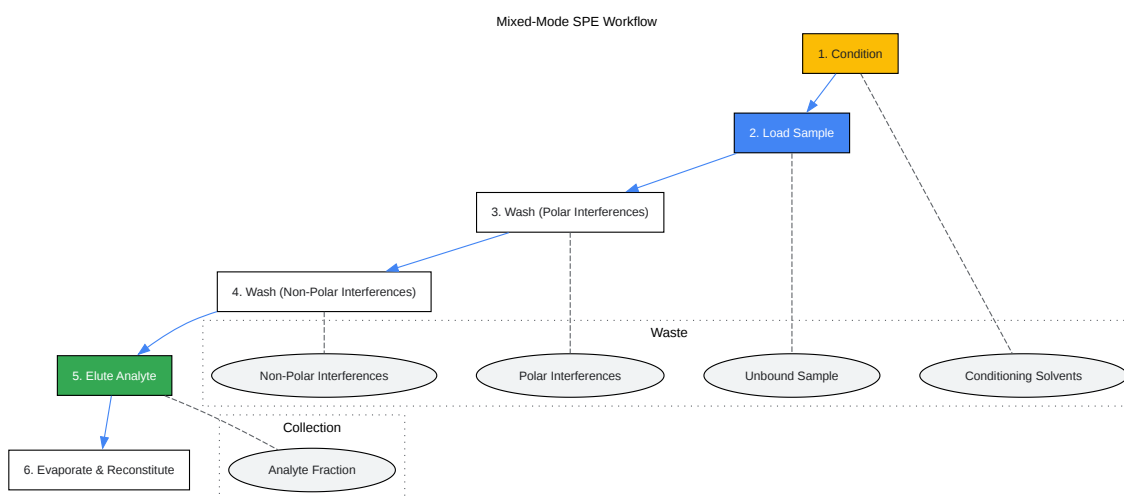 Mixed-Mode SPE Workflow
1. Condition
2. Load Sample
3. Wash (Polar Interferences)
4. Wash (Non-Polar Interferences)
Waste
5. Elute Analyte
Non-Polar Interferences
Polar Interferences
Unbound Sample
Conditioning Solvents
Collection
6. Evaporate & Reconstitute
Analyte Fraction